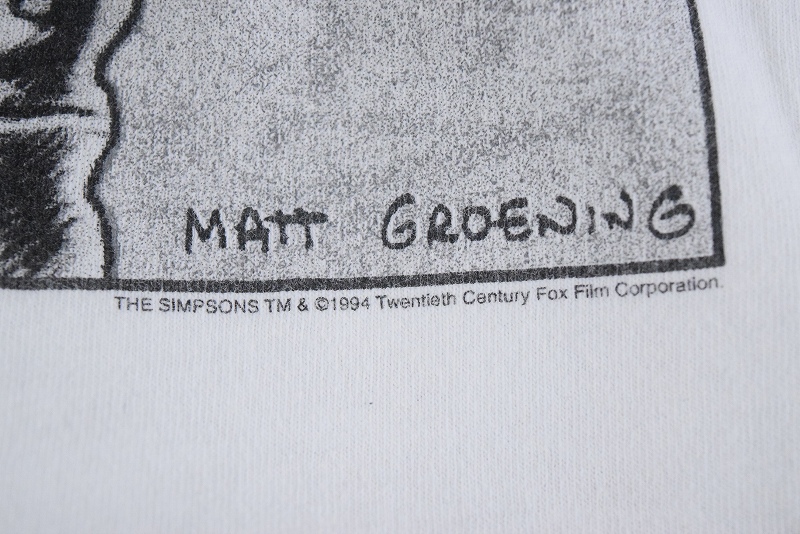 MATT GROENING
THE SIMPSONS TM & ©1994 Twentieth Century Fox Film Corporation.